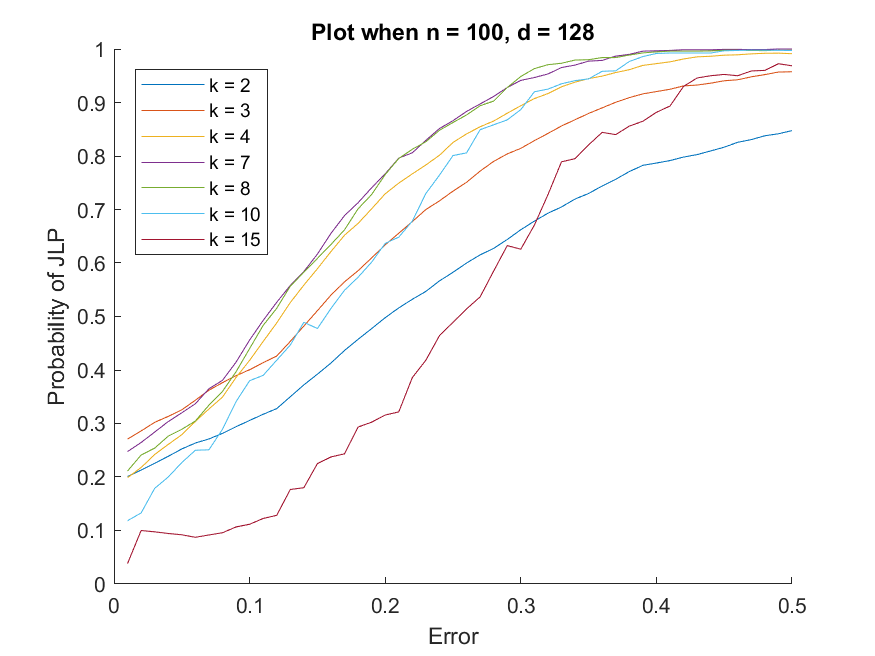 Plot when n = 100, d = 128
1
0.9
0.8
0.7
0.6
0.5
0.4
0.3
0.2
0.1
0
k = 2
k = 3
k = 4
k = 7
k = 8
k = 10
k = 15
Probability of JLP
0
0.1
0.2
0.3
0.4
0.5
Error